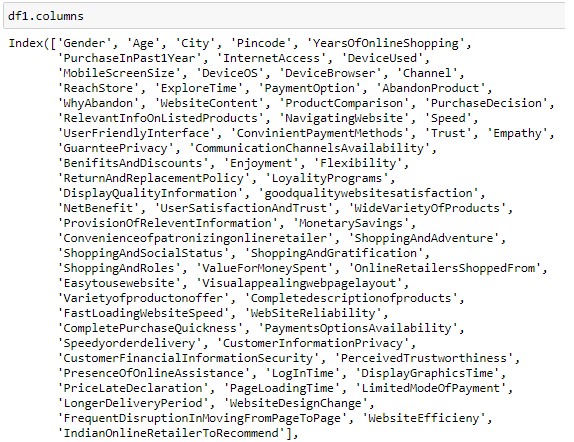 df1.columns
Index(['Gender', 'Age', 'City', 'Pincode', 'YearsOfOnlineShopping',
'PurchaseInPast1Year', 'InternetAccess', 'DeviceUsed',
'MobileScreenSize', 'DeviceOS', 'DeviceBrowser', 'Channel',
'ReachStore', 'ExploreTime', 'PaymentOption', 'AbandonProduct',
'WhyAbandon', 'WebsiteContent', 'ProductComparison', 'PurchaseDecision',
'RelevantInfoOnListedProducts', 'NavigatingWebsite', 'Speed',
'UserFriendlyInterface', 'ConvinientPaymentMethods', 'Trust', 'Empathy',
'GuarnteePrivacy', 'CommunicationChannelsAvailability',
'BenifitsAndDiscounts', 'Enjoyment', 'Flexibility',
'ReturnAndReplacementPolicy', 'LoyalityPrograms',
'DisplayQualityInformation', 'goodqualitywebsitesatisfaction',
'NetBenefit', 'UserSatisfactionAndTrust', 'WideVarietyOfProducts',
'ProvisionOfReleventInformation', 'MonetarySavings',
'Convenienceofpatronizingonlineretailer', 'ShoppingAndAdventure',
'ShoppingAndSocialStatus', 'ShoppingAndGratification',
'ShoppingAndRoles', 'ValueForMoneySpent', 'OnlineRetailersShoppedFrom',
'Easytousewebsite', 'Visualappealingwebpagelayout',
'Varietyofproductonoffer', 'Completedescriptionofproducts',
'FastLoadingWebsiteSpeed', 'WebSiteReliability',
'CompletePurchaseQuickness', 'PaymentsOptionsAvailability',
'Speedyorderdelivery', 'CustomerInformationPrivacy',
'CustomerFinancialInformationSecurity', 'PerceivedTrustworthiness',
'PresenceOfOnlineAssistance', 'LogInTime', 'DisplayGraphicsTime',
'PriceLateDeclaration', 'PageLoadingTime', 'LimitedModeOfPayment',
'LongerDeliveryPeriod', 'WebsiteDesignChange',
'FrequentDisruptionInMovingFromPageToPage', 'WebsiteEfficieny',
'IndianOnlineRetailerToRecommend'],